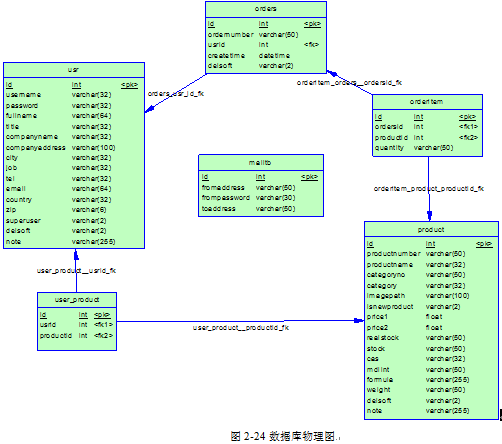 orders
id int <pk>
ordernumber varchar(50)
usrid int <fk>
createtime datetime
delsoft varchar(2)
usr
id int <pk>
username varchar(32)
password varchar(32)
fullname varchar(64)
title varchar(32)
companyname varchar(32)
companyaddress varchar(100)
city varchar(32)
job varchar(32)
tel varchar(32)
email varchar(64)
country varchar(32)
zip varchar(6)
superuser varchar(2)
delsoft varchar(2)
note varchar(255)
orders_usr_id_fk
orderitem_orders__ordersid_fk
orderitem
id int <pk>
ordersid int <fk1>
productid int <fk2>
quantity varchar(50)
mailtb
id int <pk>
fromaddress varchar(50)
frompassword varchar(30)
toaddress varchar(50)
orderitem_product_productid_fk
product
id int <pk>
productnumber varchar(50)
productname varchar(32)
categoryno varchar(50)
category varchar(32)
imagepath varchar(100)
isnewproduct varchar(2)
price1 float
price2 float
realstock varchar(50)
stock varchar(50)
cas varchar(32)
mdlint varchar(50)
formula varchar(255)
weight varchar(50)
delsoft varchar(2)
note varchar(255)
user_product__usrid_fk
user_product
id int <pk>
usrid int <fk1>
productid int <fk2>
user_product__productid_fk
图 2-24 数据库物理图.